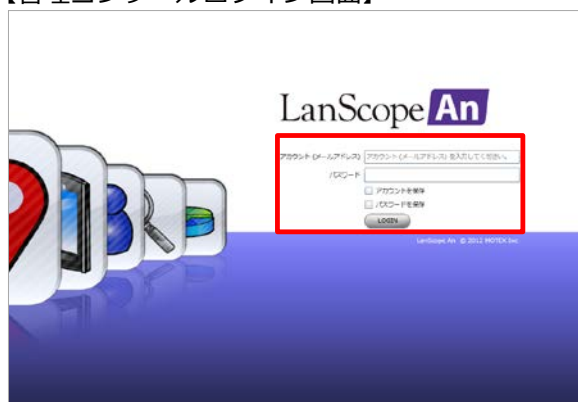 【管理コンソールログイン画面】
LanScope An
アカウント (メールアドレス) アカウント (メールアドレス) を入力してください。
パスワード
アカウントを保存
パスワードを保存
LOGIN
LanScope An © 2012 MOTEX Inc